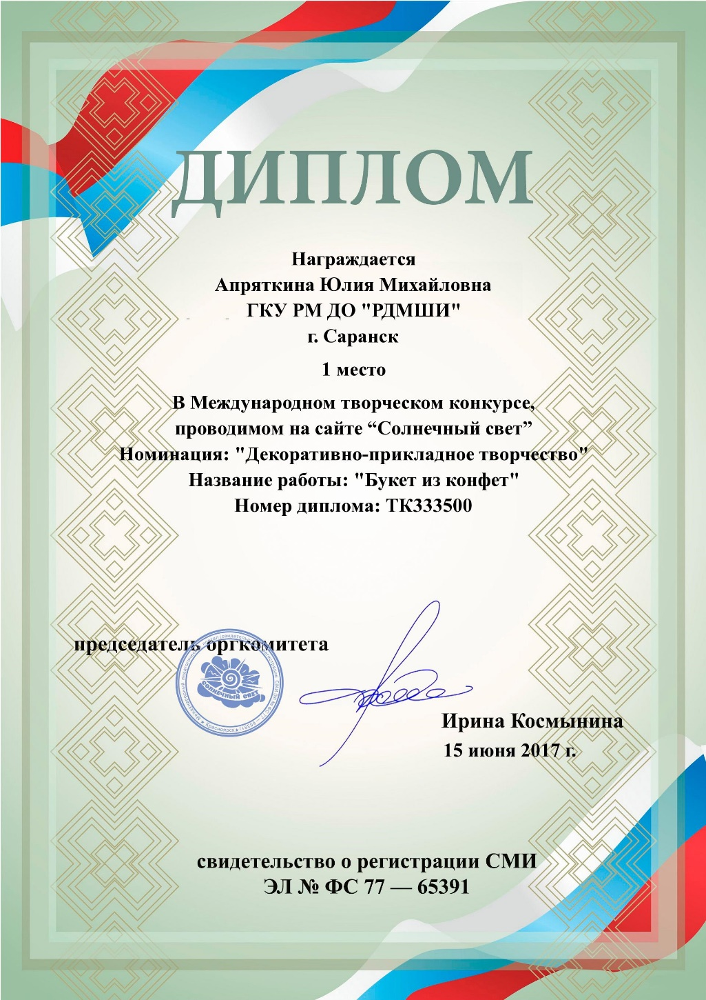 ДИПЛОМ
Награждается
Апряткина Юлия Михайловна
ГКУ РМ ДО "РДМШИ"
г. Саранск
1 место
В Международном творческом конкурсе,
проводимом на сайте “Солнечный свет”
Номинация: "Декоративно-прикладное творчество"
Название работы: "Букет из конфет"
Номер диплома: ТК333500
председатель оргкомитета
СОЛНЕЧНЫЙ СВЕТ
Ирина Космынина
15 июня 2017 г.
свидетельство о регистрации СМИ
ЭЛ № ФС 77 — 65391